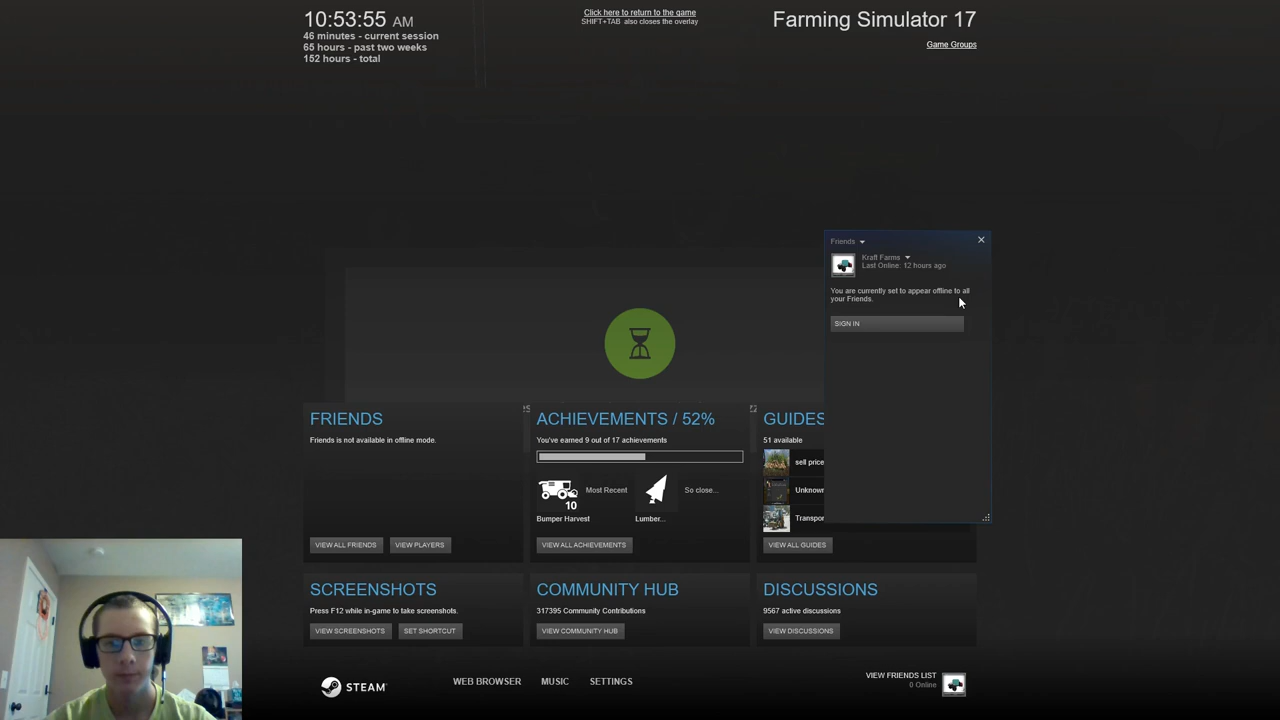 10:53:55 AM
46 minutes - current session
65 hours - past two weeks
152 hours - total
Click here to return to the game
SHIFT+TAB also closes the overlay
Farming Simulator 17
Game Groups
Friends
Kraft Farms
Last Online: 12 hours ago
You are currently set to appear offline to all
your Friends.
SIGN IN
FRIENDS
Friends is not available in offline mode.
VIEW ALL FRIENDS
VIEW PLAYERS
ACHIEVEMENTS / 52%
You've earned 9 out of 17 achievements
10
Most Recent
So close...
Bumper Harvest
Lumber...
VIEW ALL ACHIEVEMENTS
GUIDES
51 available
sell price
Unknown
Transpor
VIEW ALL GUIDES
SCREENSHOTS
Press F12 while in-game to take screenshots.
VIEW SCREENSHOTS
SET SHORTCUT
COMMUNITY HUB
317395 Community Contributions
VIEW COMMUNITY HUB
DISCUSSIONS
9567 active discussions
VIEW DISCUSSIONS
STEAM
WEB BROWSER
MUSIC
SETTINGS
VIEW FRIENDS LIST
0 Online